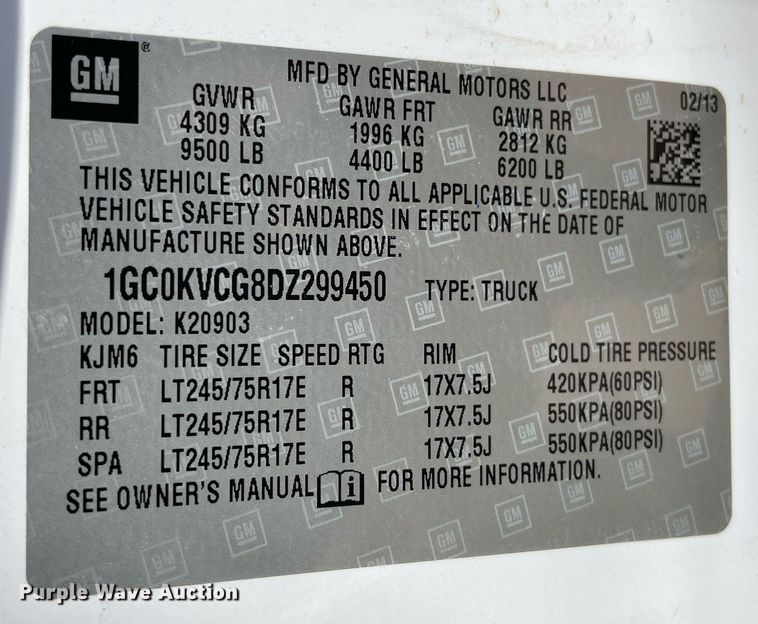 GM ®
MFD BY GENERAL MOTORS LLC
02/13
GVWR GAWR FRT GAWR RR
4309 KG 1996 KG 2812 KG
9500 LB 4400 LB 6200 LB
THIS VEHICLE CONFORMS TO ALL APPLICABLE U.S. FEDERAL MOTOR
VEHICLE SAFETY STANDARDS IN EFFECT ON THE DATE OF
MANUFACTURE SHOWN ABOVE.
1GC0KVCG8DZ299450 TYPE: TRUCK
MODEL: K20903
KJM6 TIRE SIZE SPEED RTG RIM COLD TIRE PRESSURE
FRT LT245/75R17E R 17X7.5J 420KPA(60PSI)
RR LT245/75R17E R 17X7.5J 550KPA(80PSI)
SPA LT245/75R17E R 17X7.5J 550KPA(80PSI)
SEE OWNER'S MANUAL i FOR MORE INFORMATION.
Purple Wave Auction